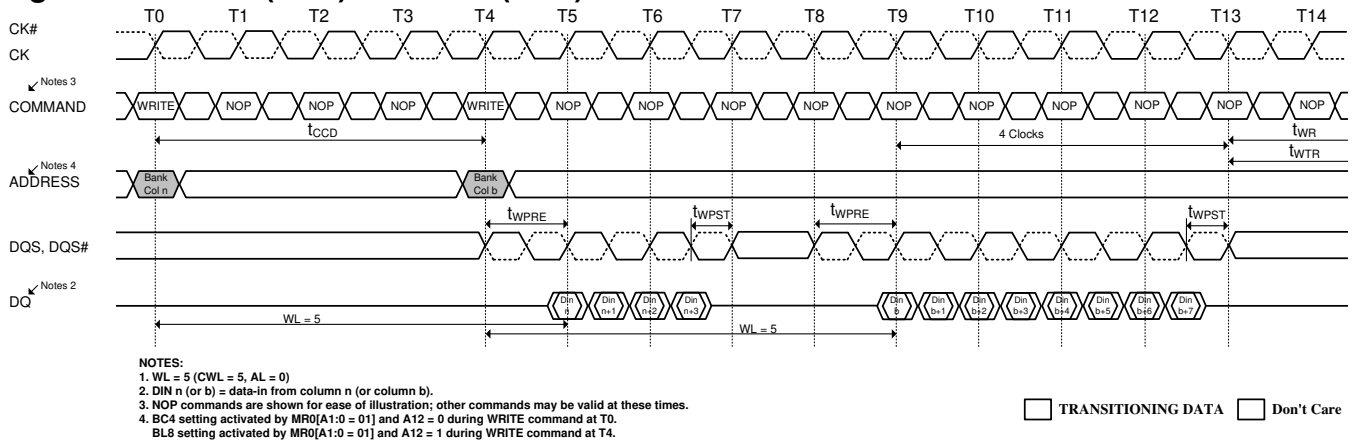 T0 T1 T2 T3 T4 T5 T6 T7 T8 T9 T10 T11 T12 T13 T14
CK#
CK
Notes 3
COMMAND WRITE NOP NOP NOP WRITE NOP NOP NOP NOP NOP NOP NOP NOP NOP NOP
tCCD 4 Clocks tWR
tWTR
Notes 4
ADDRESS Bank Col n Bank Col b
tWPRE tWPST tWPRE tWPST
DQS, DQS#
Notes 2
DQ Din n Din n+1 Din n+2 Din n+3 Din b Din b+1 Din b+2 Din b+3 Din b+4 Din b+5 Din b+6 Din b+7
WL = 5 WL = 5
NOTES:
1. WL = 5 (CWL = 5, AL = 0)
2. DIN n (or b) = data-in from column n (or column b).
3. NOP commands are shown for ease of illustration; other commands may be valid at these times.
4. BC4 setting activated by MR0[A1:0 = 01] and A12 = 0 during WRITE command at T0.
BL8 setting activated by MR0[A1:0 = 01] and A12 = 1 during WRITE command at T4.
TRANSITIONING DATA Don't Care